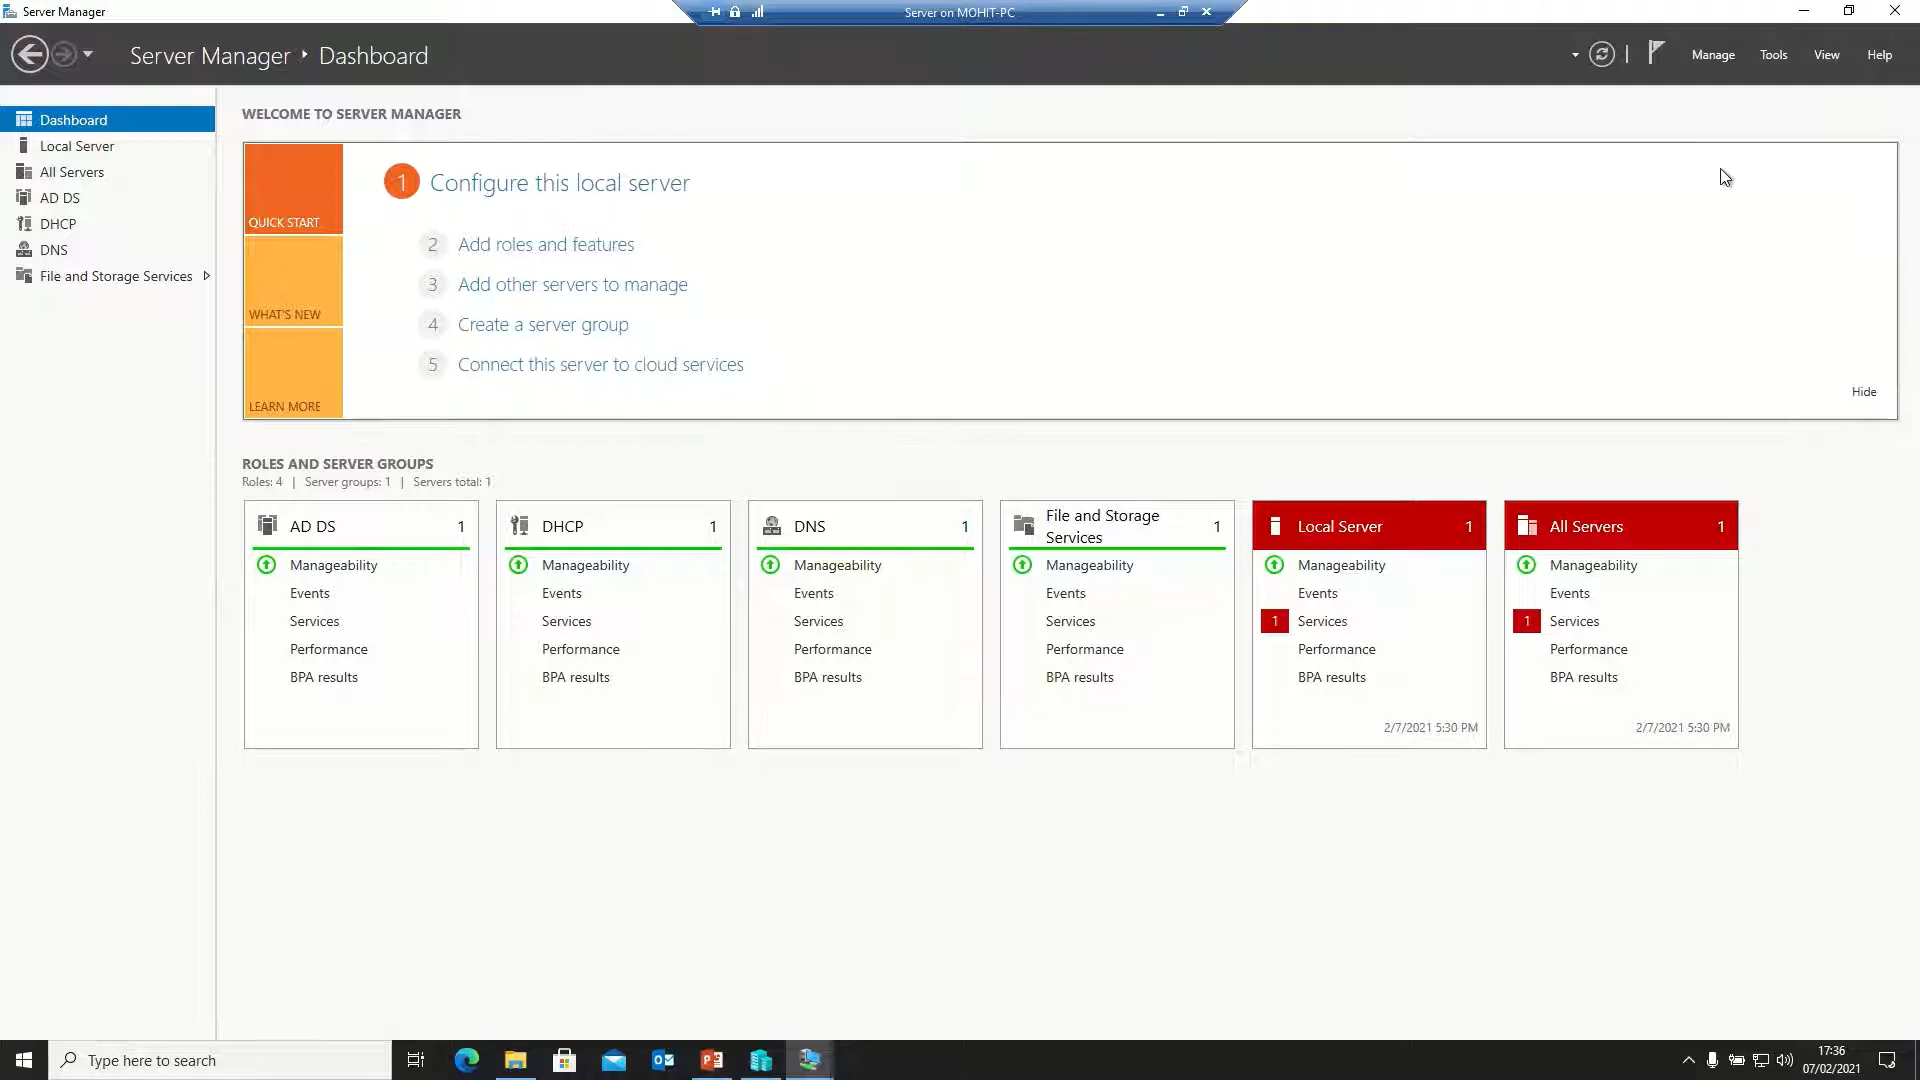 Server Manager
Server on MOHIT-PC
Server Manager ‣ Dashboard
Manage
Tools
View
Help
Dashboard
Local Server
All Servers
AD DS
DHCP
DNS
File and Storage Services
WELCOME TO SERVER MANAGER
QUICK START
WHAT'S NEW
LEARN MORE
1 Configure this local server
2 Add roles and features
3 Add other servers to manage
4 Create a server group
5 Connect this server to cloud services
Hide
ROLES AND SERVER GROUPS
Roles: 4 | Server groups: 1 | Servers total: 1
AD DS 1
Manageability
Events
Services
Performance
BPA results
DHCP 1
Manageability
Events
Services
Performance
BPA results
DNS 1
Manageability
Events
Services
Performance
BPA results
File and Storage
Services 1
Manageability
Events
Services
Performance
BPA results
Local Server 1
Manageability
Events
1 Services
Performance
BPA results
2/7/2021 5:30 PM
All Servers 1
Manageability
Events
1 Services
Performance
BPA results
2/7/2021 5:30 PM
Type here to search
17:36
07/02/2021